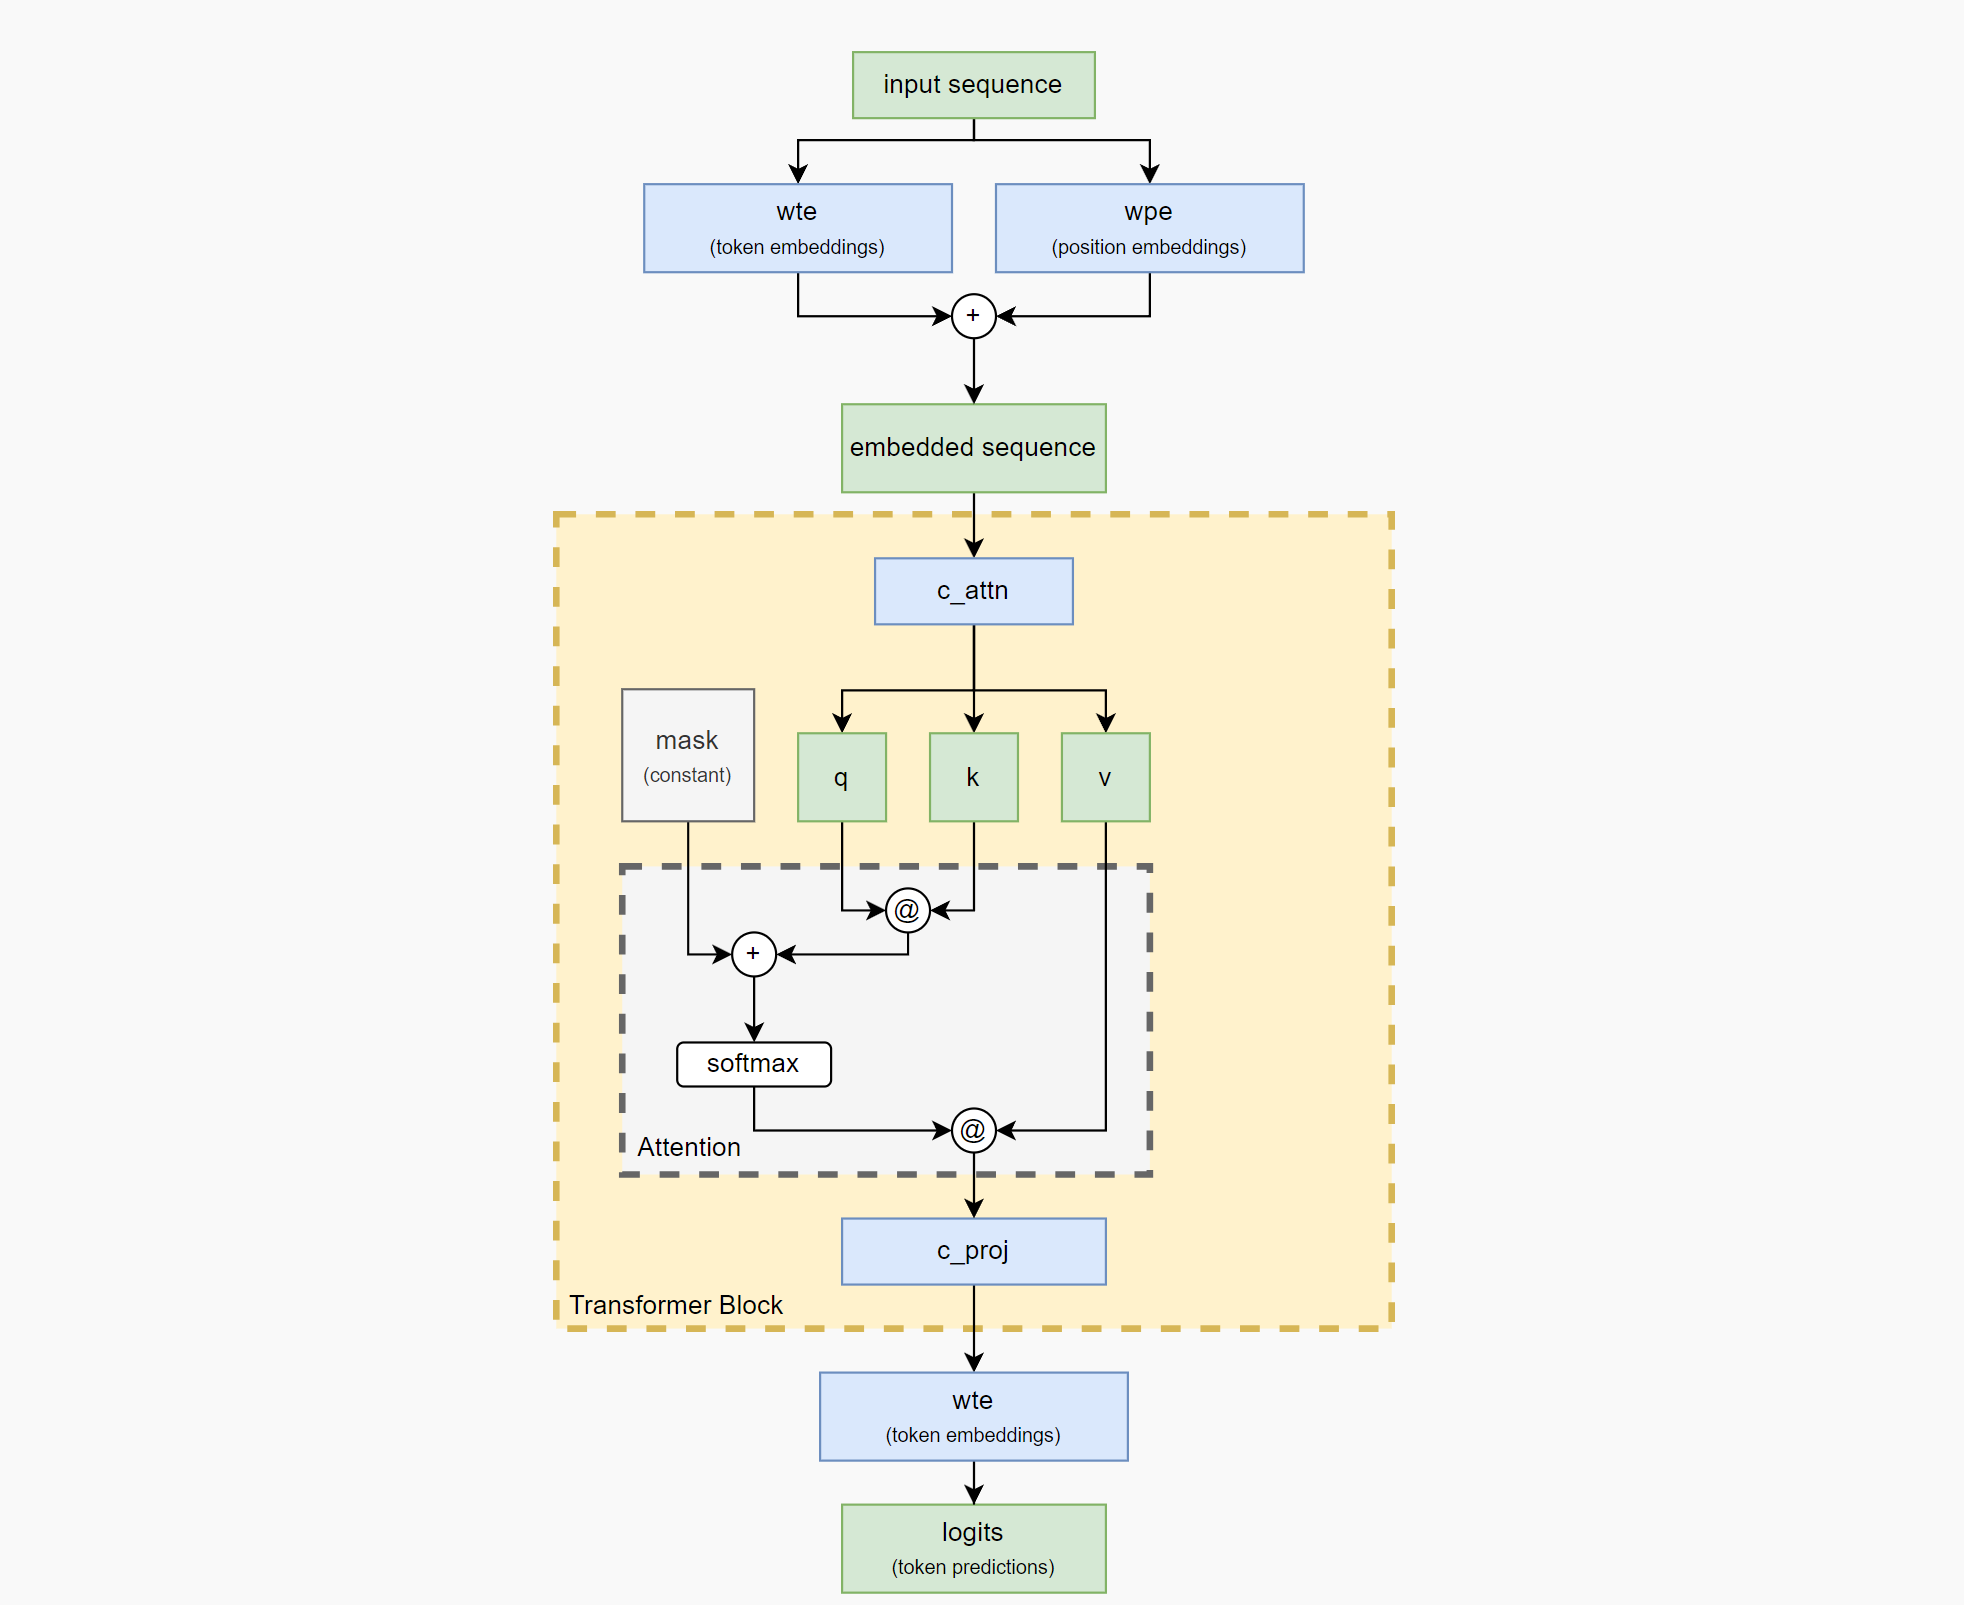 input sequence
wte
(token embeddings)
wpe
(position embeddings)
+
embedded sequence
c_attn
mask
(constant)
q
k
v
@
+
softmax
@
Attention
c_proj
Transformer Block
wte
(token embeddings)
logits
(token predictions)